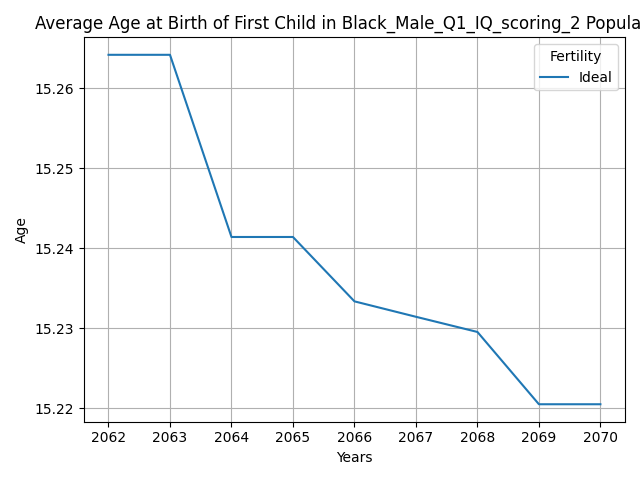 Average Age at Birth of First Child in Black_Male_Q1_IQ_scoring_2 Popula
Fertility
Ideal
15.26
15.25
15.24
15.23
15.22
Age
2062 2063 2064 2065 2066 2067 2068 2069 2070
Years